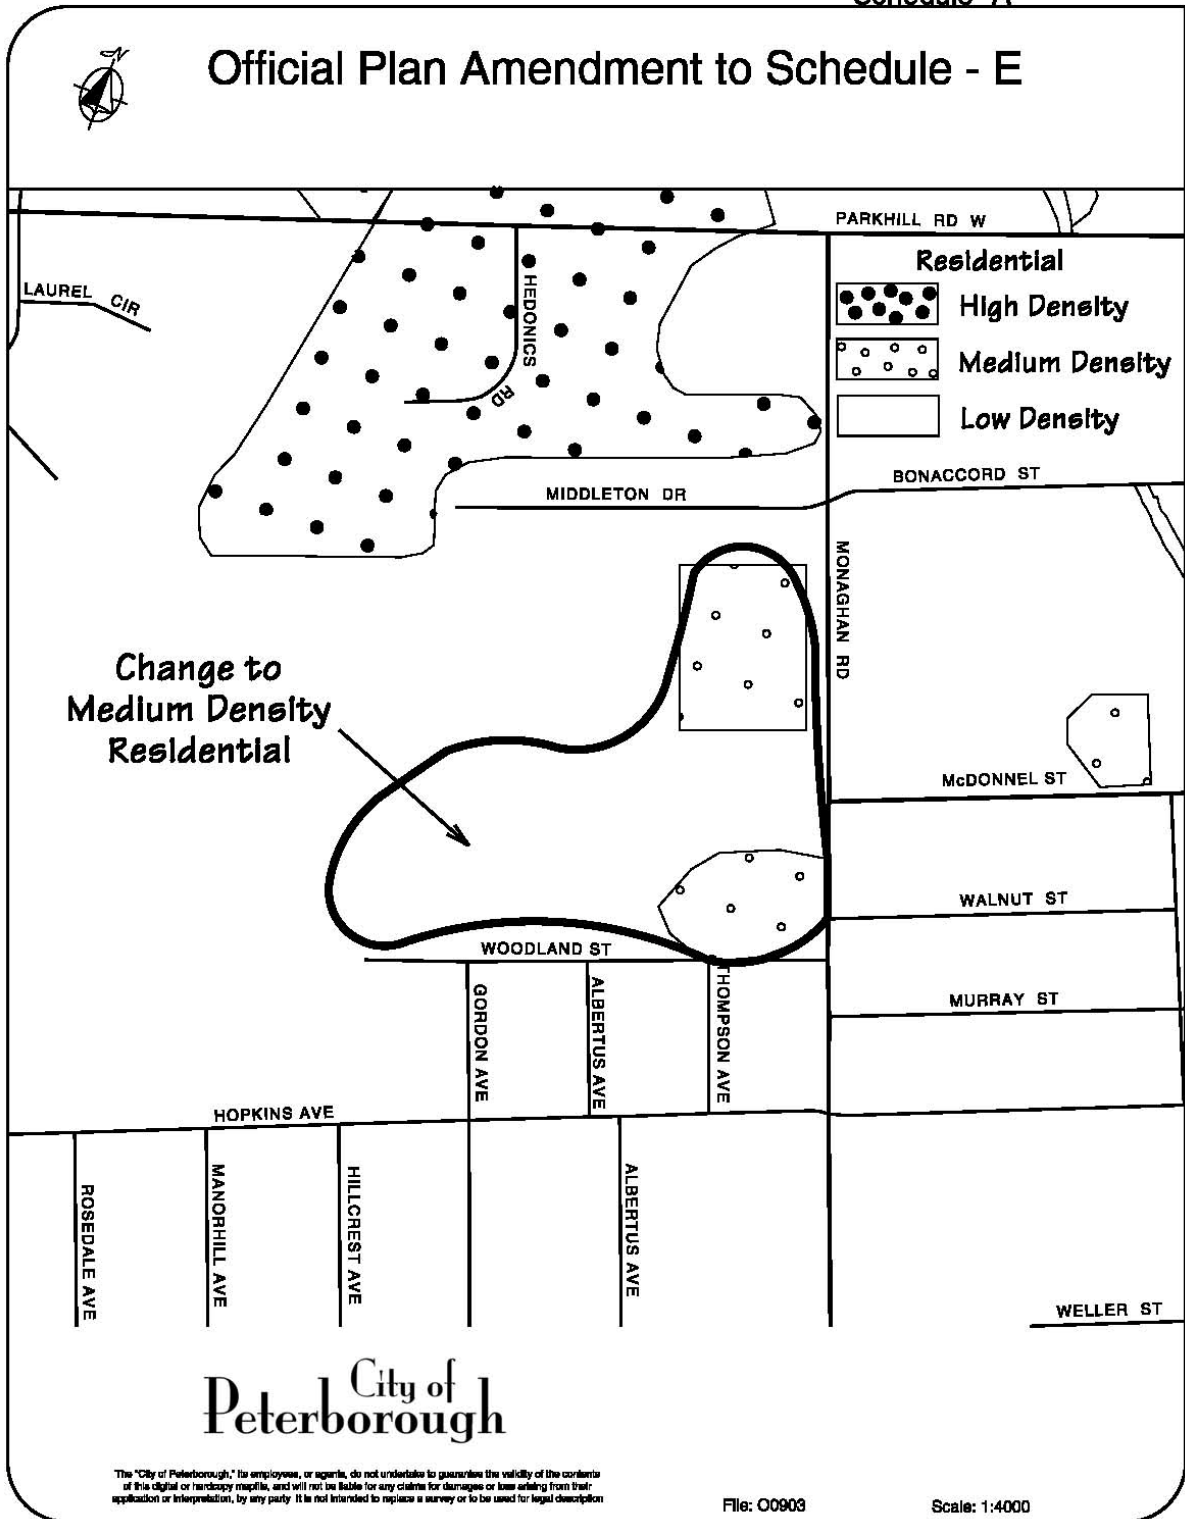 Schedule "A"
N
Official Plan Amendment to Schedule - E
PARKHILL RD W
Residential
High Density
Medium Density
Low Density
LAUREL CIR
HEDONICS RD
BONACCORD ST
MIDDLETON DR
MONAGHAN RD
Change to
Medium Density
Residential
McDONNEL ST
WALNUT ST
WOODLAND ST
GORDON AVE
ALBERTUS AVE
THOMPSON AVE
MURRAY ST
HOPKINS AVE
ROSEDALE AVE
MANORHILL AVE
HILLCREST AVE
ALBERTUS AVE
WELLER ST
City of
Peterborough
The "City of Peterborough," its employees, or agents, do not undertake to guarantee the validity of the contents
of this digital or hardcopy mapfile, and will not be liable for any claims for damages or loss arising from their
application or interpretation, by any party. It is not intended to replace a survey or to be used for legal description
File: O0903
Scale: 1:4000